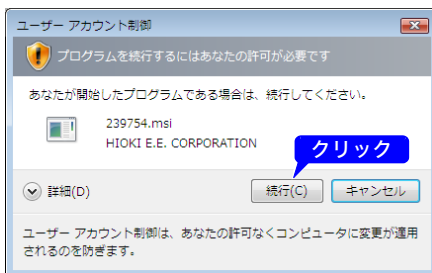 ユーザー アカウント制御
プログラムを続行するにはあなたの許可が必要です
あなたが開始したプログラムである場合は、続行してください。
239754.msi
HIOKI E.E. CORPORATION
クリック
詳細(D)
続行(C)
キャンセル
ユーザー アカウント制御は、あなたの許可なくコンピュータに変更が適用
されるのを防ぎます。